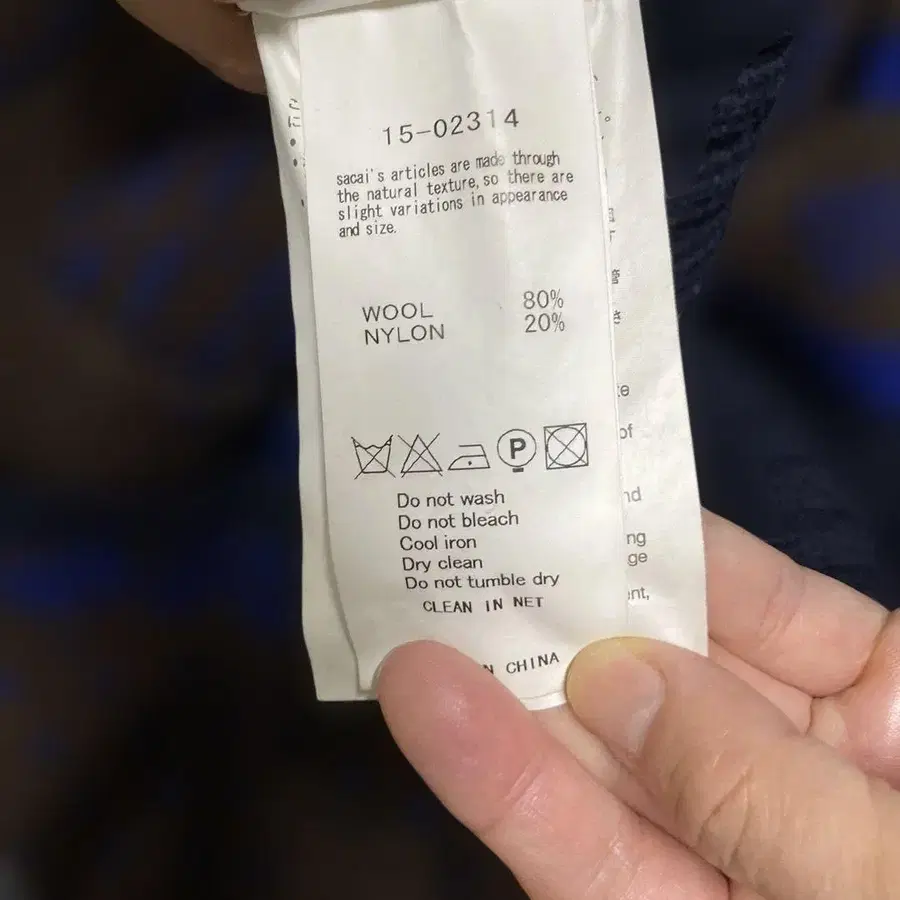 15-02314
sacai's articles are made through
the natural texture, so there are
slight variations in appearance
and size.
WOOL 80%
NYLON 20%
P
Do not wash
Do not bleach
Cool iron
Dry clean
Do not tumble dry
CLEAN IN NET
CHINA
of